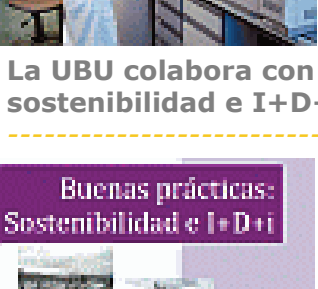 La UBU colabora con
sostenibilidad e I+D+
Buenas prácticas:
Sostenibilidad e I+D+i